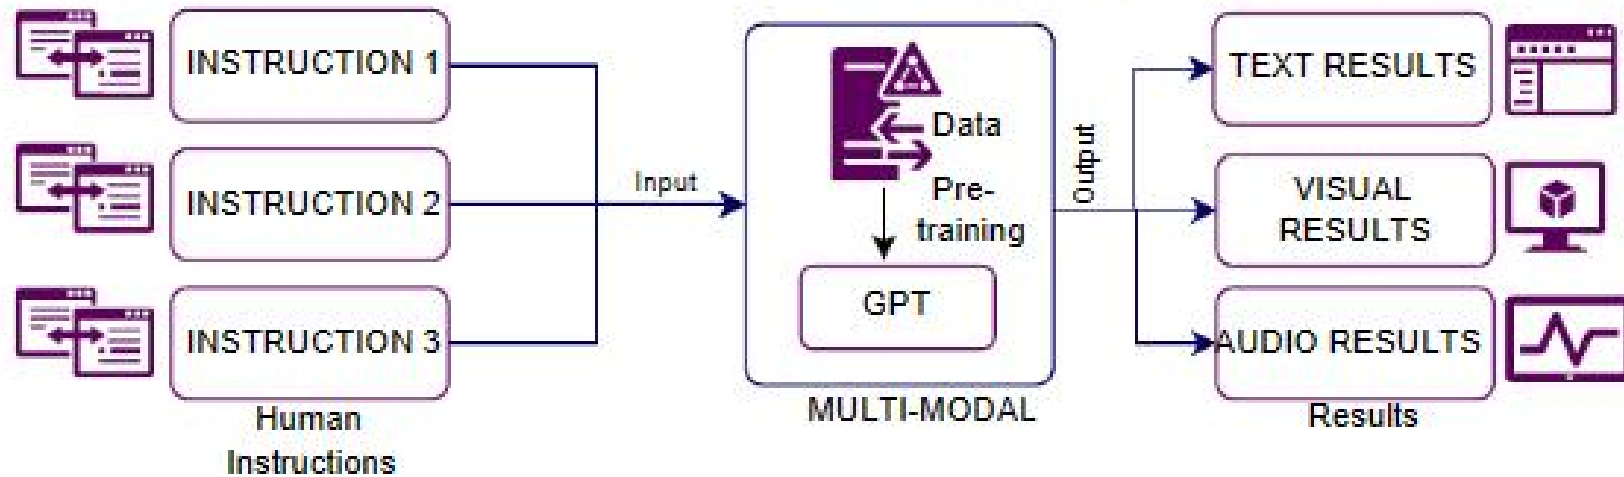 INSTRUCTION 1
INSTRUCTION 2
INSTRUCTION 3
Human
Instructions
Input
Data
Pre-
training
GPT
MULTI-MODAL
Output
TEXT RESULTS
VISUAL
RESULTS
AUDIO RESULTS
Results